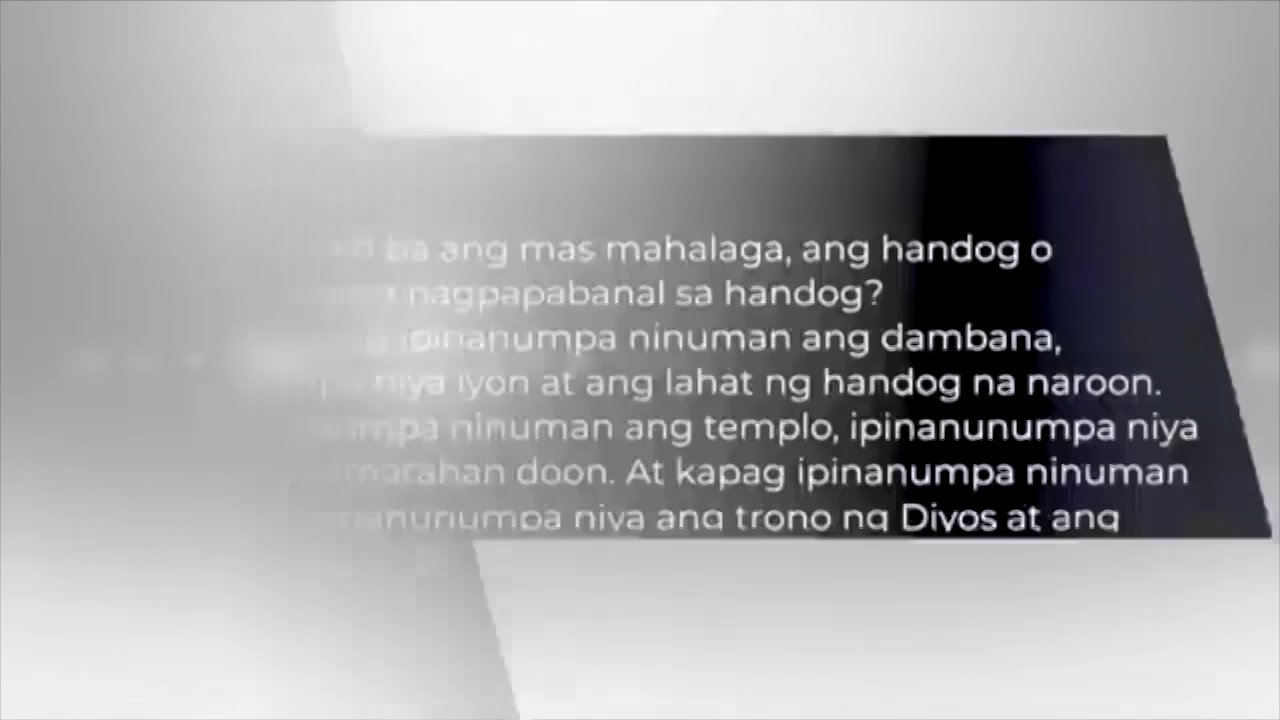 ba ang mas mahalaga, ang handog o
nagpapabanal sa handog?
ipinanumpa ninuman ang dambana,
niya iyon at ang lahat ng handog na naroon.
ninuman ang templo, ipinanunumpa niya
doon. At kapag ipinanumpa ninuman
niya ang trono ng Diyos at ang